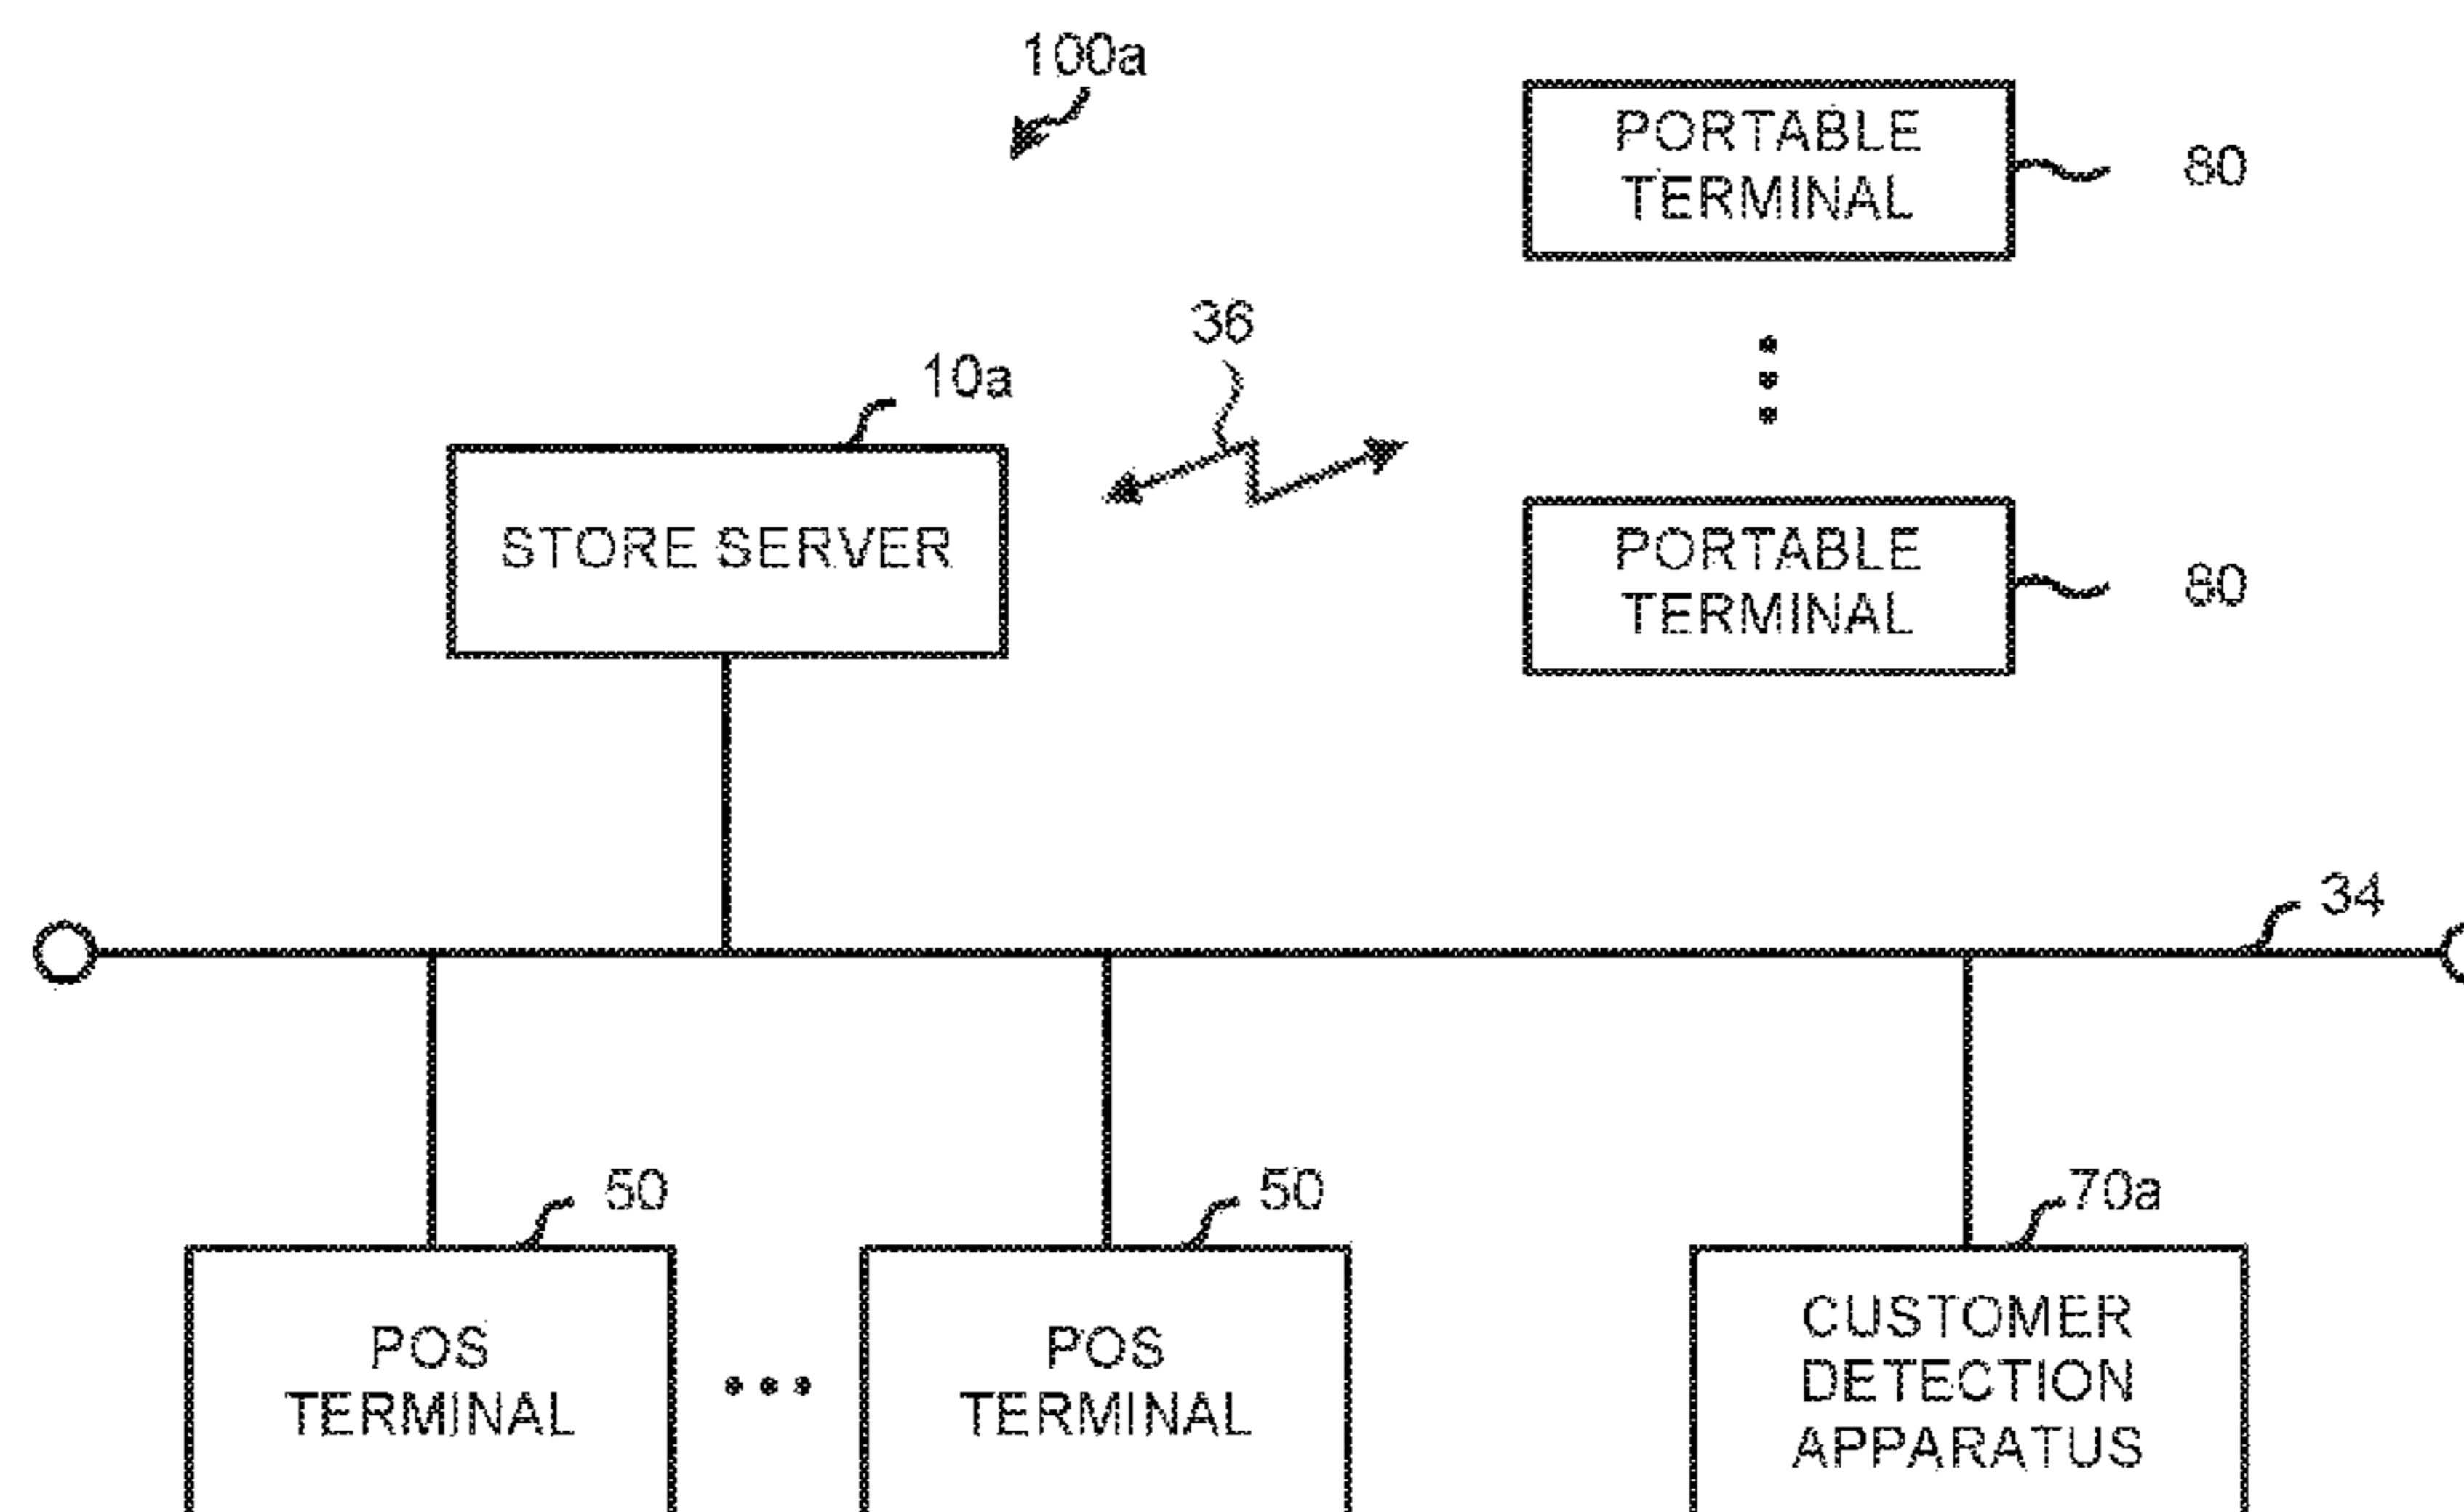 100a
PORTABLE
TERMINAL
80
36
10a
STORE SERVER
PORTABLE
TERMINAL
80
34
50
50
70a
POS
TERMINAL
POS
TERMINAL
CUSTOMER
DETECTION
APPARATUS